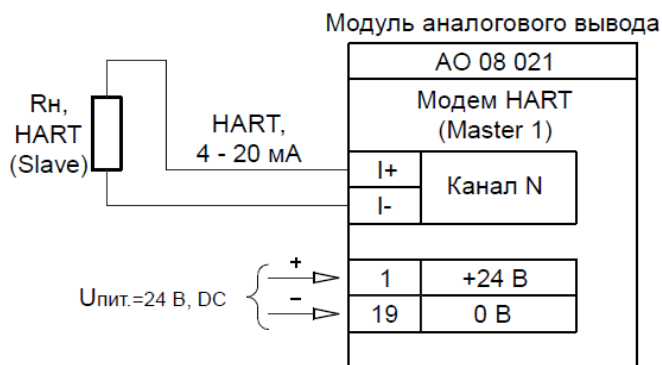 Модуль аналогового вывода
АО 08 021
Модем HART
(Master 1)
Rн,
HART
(Slave)
HART,
4 - 20 мА
I+
I-
Канал N
Uпит.=24 В, DC
+
−
1
+24 В
19
0 В